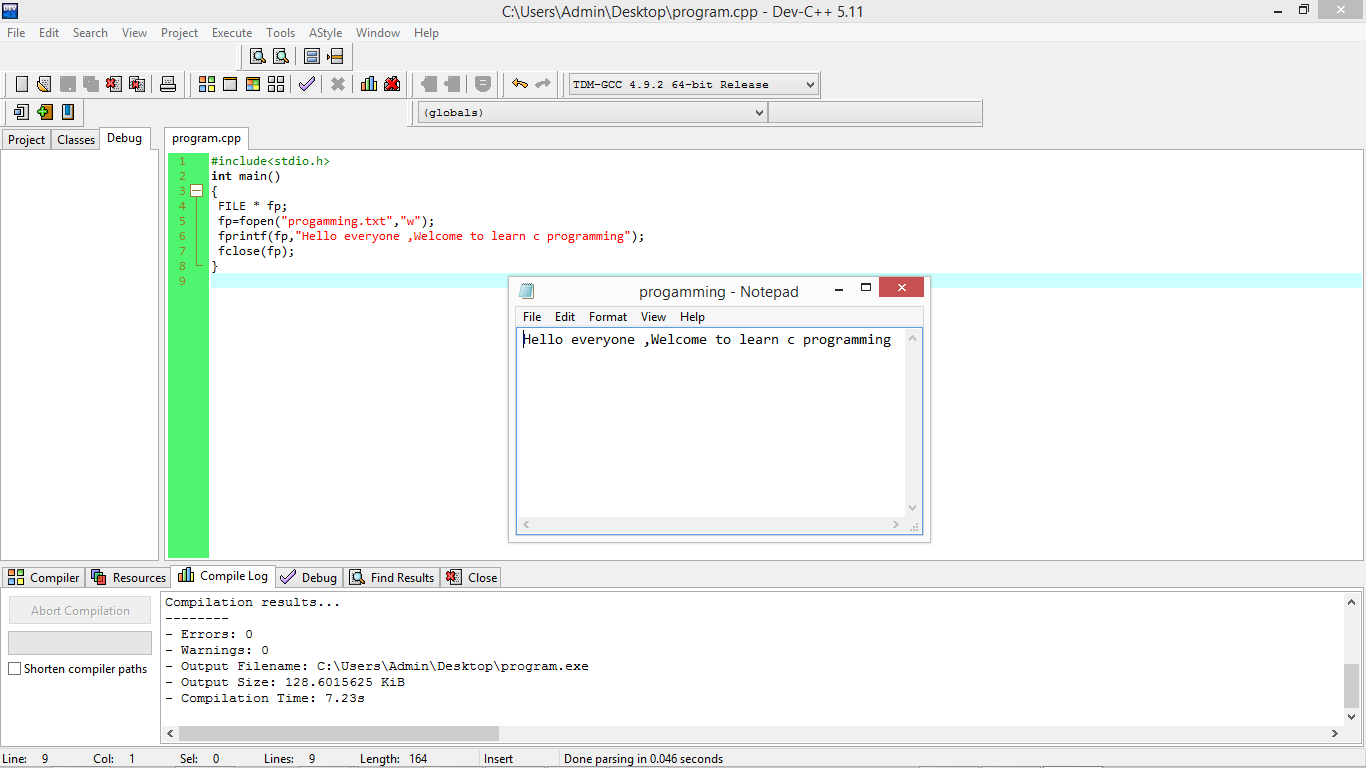 C:\Users\Admin\Desktop\program.cpp - Dev-C++ 5.11
File Edit Search View Project Execute Tools AStyle Window Help
TDM-GCC 4.9.2 64-bit Release
(globals)
Project Classes Debug
program.cpp
1 #include<stdio.h>
2 int main()
3 {
4 FILE * fp;
5 fp=fopen("progamming.txt","w");
6 fprintf(fp,"Hello everyone ,Welcome to learn c programming");
7 fclose(fp);
8 }
9
progamming - Notepad
File Edit Format View Help
Hello everyone ,Welcome to learn c programming
Compiler Resources Compile Log Debug Find Results Close
Abort Compilation
Shorten compiler paths
Compilation results...
--------
- Errors: 0
- Warnings: 0
- Output Filename: C:\Users\Admin\Desktop\program.exe
- Output Size: 128.6015625 KiB
- Compilation Time: 7.23s
Line: 9 Col: 1 Sel: 0 Lines: 9 Length: 164 Insert Done parsing in 0.046 seconds